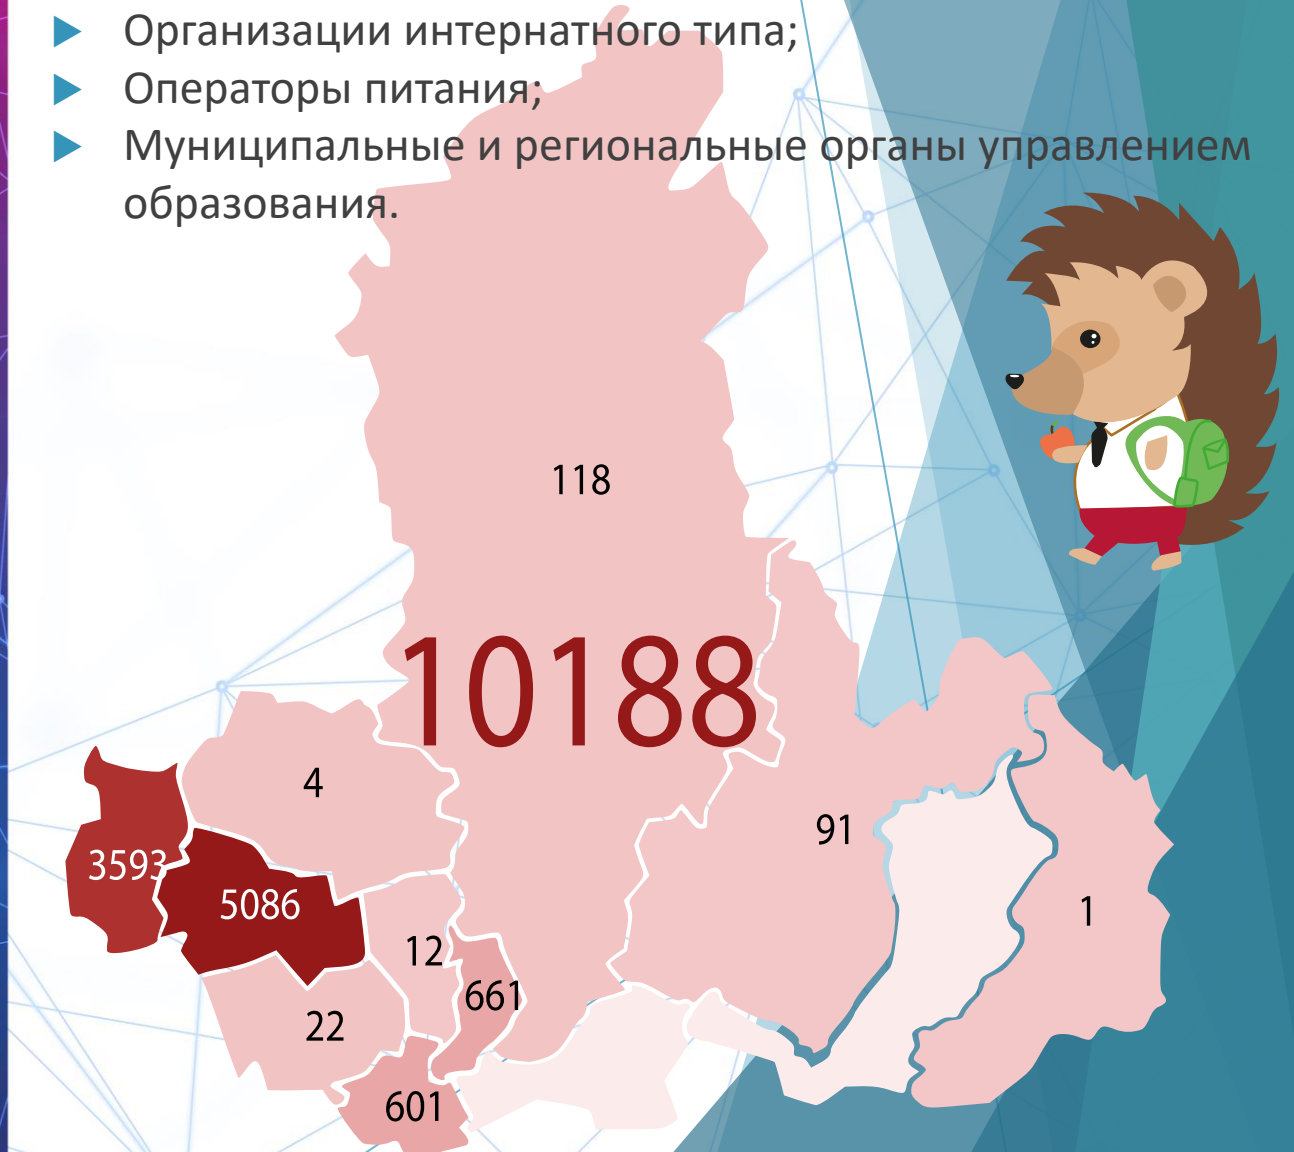 Организации интернатного типа;
Операторы питания;
Муниципальные и региональные органы управлением
образования.
118
10188
4
91
3593
5086
1
12
661
22
601